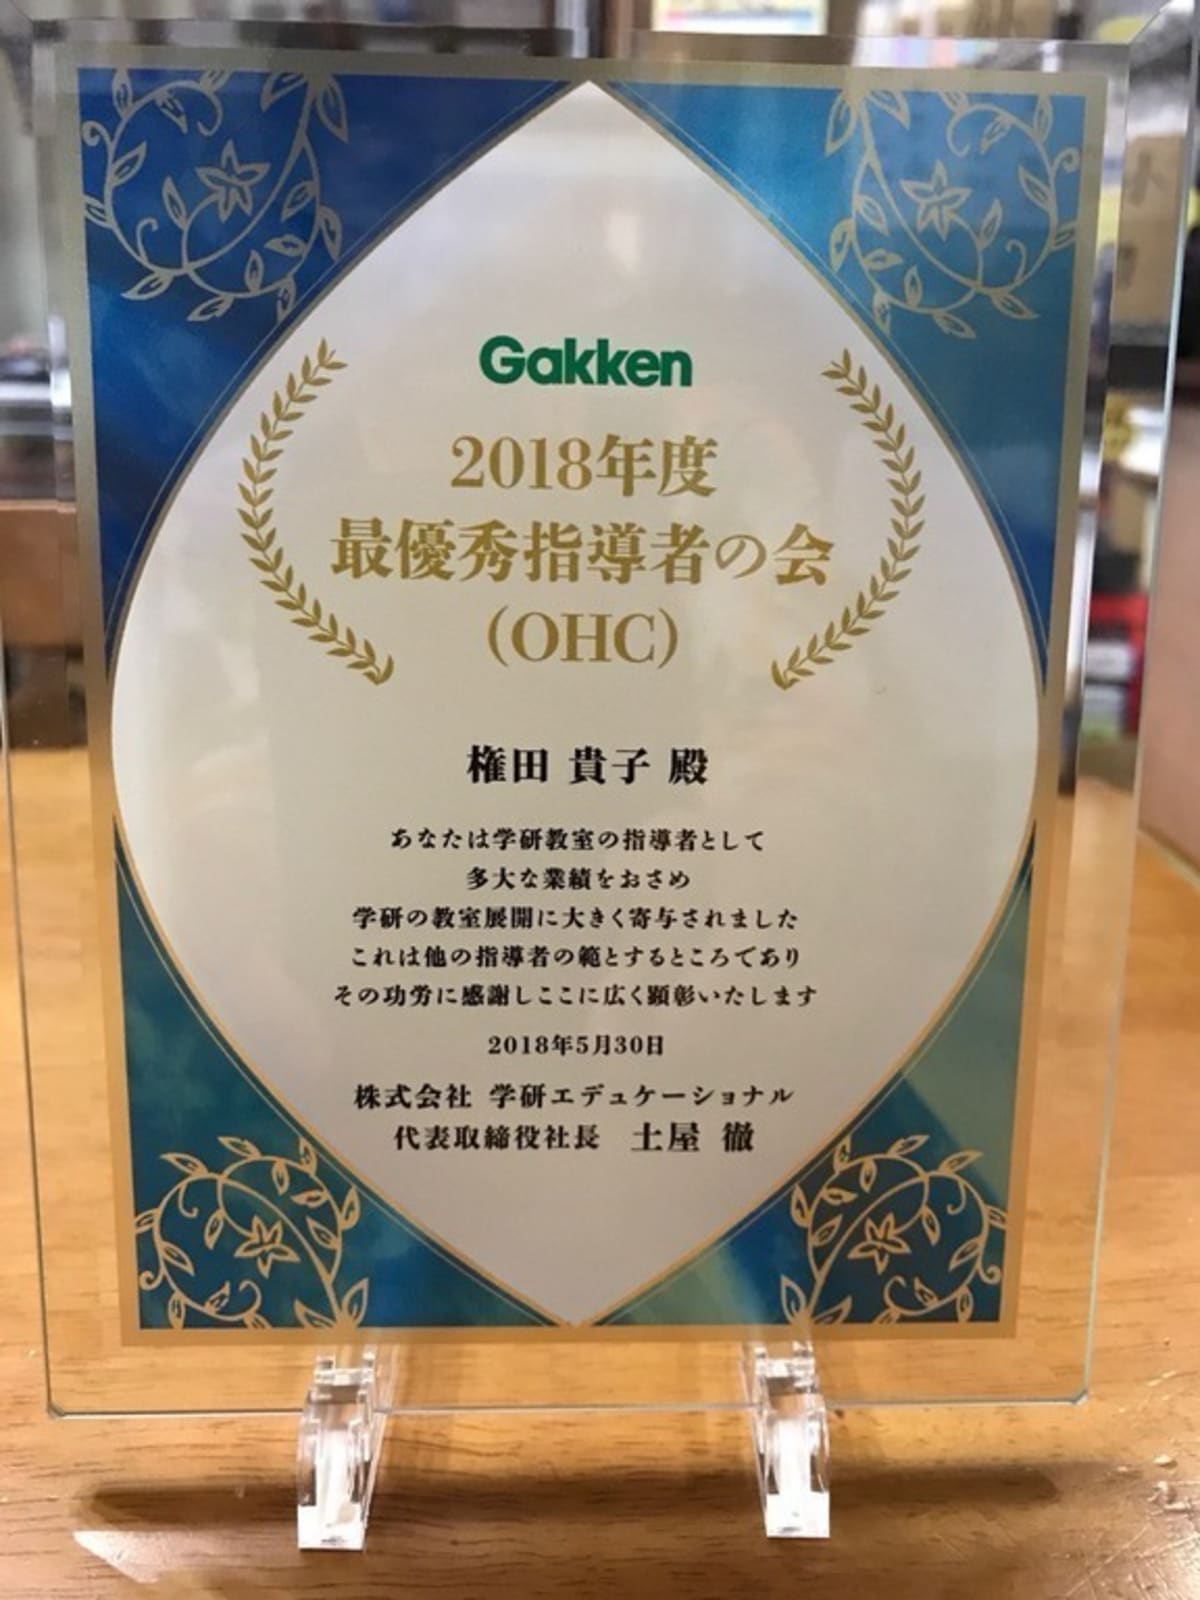 Gakken
2018年度
最優秀指導者の会
(OHC)
権田 貴子 殿
あなたは学研教室の指導者として
多大な業績をおさめ
学研の教室展開に大きく寄与されました
これは他の指導者の範とするところであり
その功労に感謝しここに広く顕彰いたします
2018年5月30日
株式会社 学研エデュケーショナル
代表取締役社長 土屋 徹